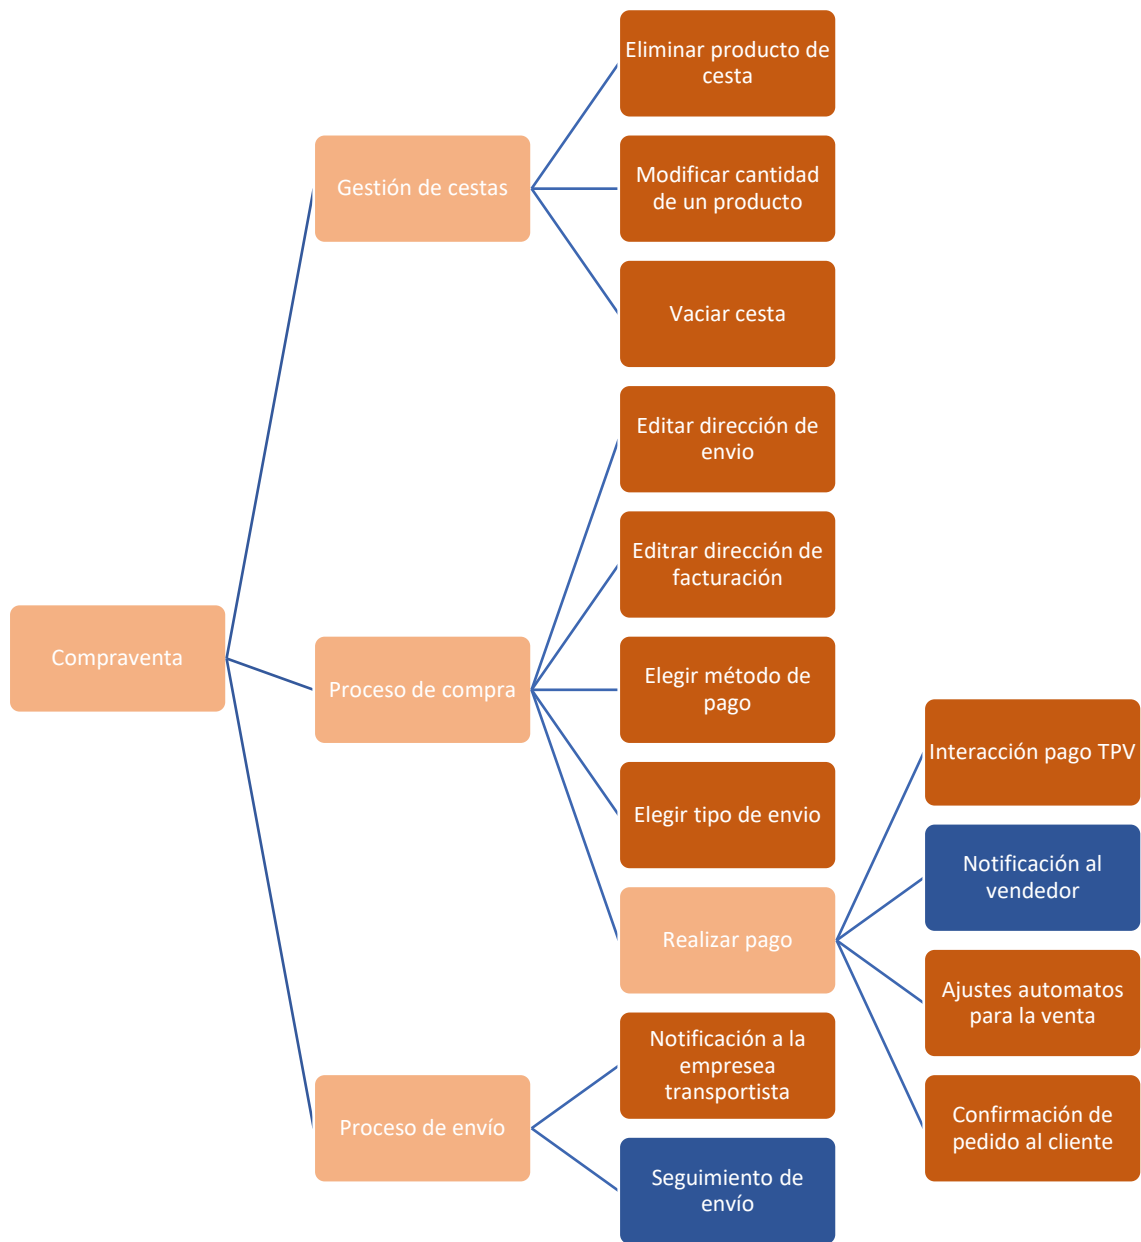 Eliminar producto de
cesta
Gestión de cestas
Modificar cantidad
de un producto
Vaciar cesta
Editar dirección de
envio
Editrar dirección de
facturación
Compraventa
Proceso de compra
Elegir método de
pago
Elegir tipo de envio
Realizar pago
Interacción pago TPV
Notificación al
vendedor
Ajustes automatos
para la venta
Confirmación de
pedido al cliente
Proceso de envío
Notificación a la
empresea
transportista
Seguimiento de
envío